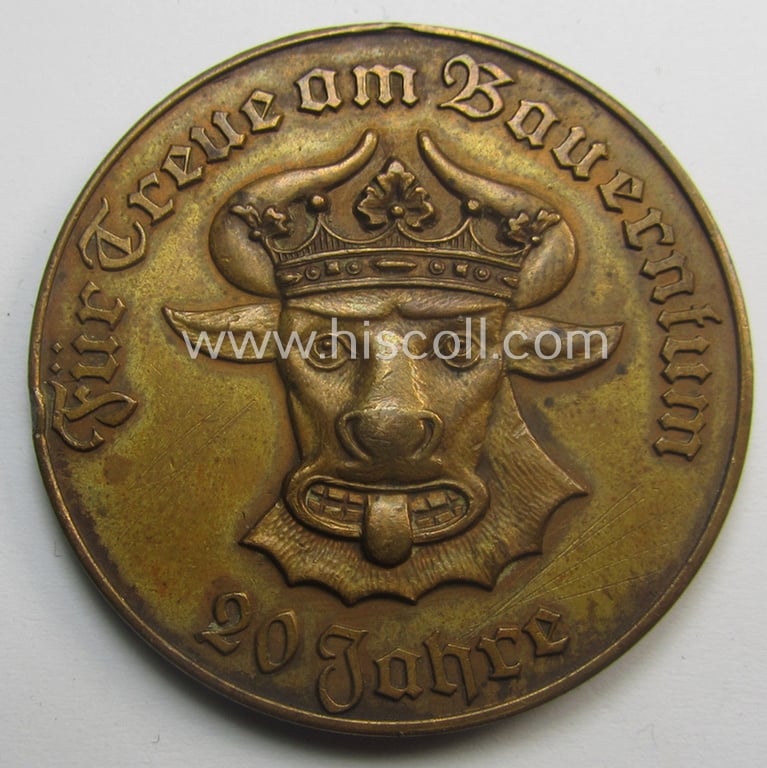 Für Treue am Bauerntum
www.hiscoll.com
20 Jahre